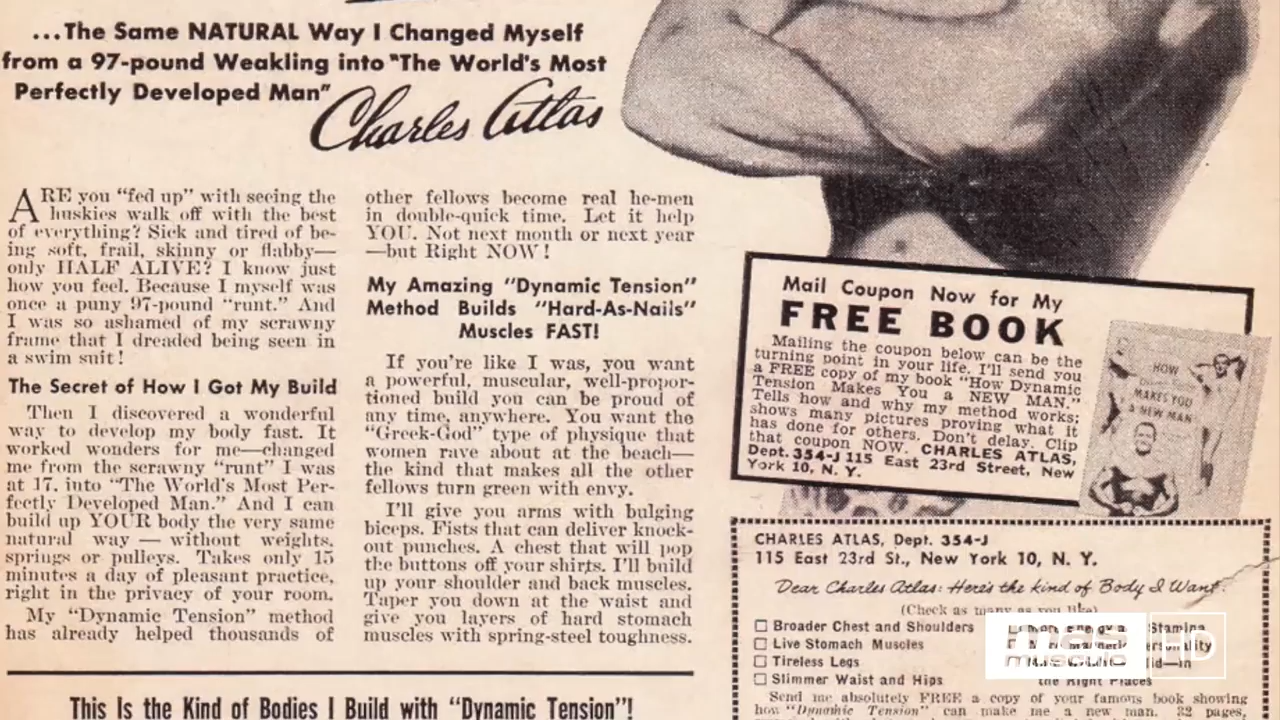 ...The Same NATURAL Way I Changed Myself
from a 97-pound Weakling into "The World's Most
Perfectly Developed Man"
Charles Atlas
ARE you "fed up" with seeing the
huskies walk off with the best
of everything? Sick and tired of be-
ing soft, frail, skinny or flabby—
only HALF ALIVE? I know just
how you feel. Because I myself was
once a puny 97-pound "runt." And
I was so ashamed of my scrawny
frame that I dreaded being seen in
a swim suit!
The Secret of How I Got My Build
Then I discovered a wonderful
way to develop my body fast. It
worked wonders for me—changed
me from the scrawny "runt" I was
at 17, into "The World's Most Per-
fectly Developed Man." And I can
build up YOUR body the very same
natural way — without weights,
springs or pulleys. Takes only 15
minutes a day of pleasant practice,
right in the privacy of your room.
My "Dynamic Tension" method
has already helped thousands of
other fellows become real he-men
in double-quick time. Let it help
YOU. Not next month or next year
—but Right NOW!
My Amazing "Dynamic Tension"
Method Builds "Hard-As-Nails"
Muscles FAST!
If you're like I was, you want
a powerful, muscular, well-propor-
tioned build you can be proud of
any time, anywhere. You want the
"Greek-God" type of physique that
women rave about at the beach—
the kind that makes all the other
fellows turn green with envy.
I'll give you arms with bulging
biceps. Fists that can deliver knock-
out punches. A chest that will pop
the buttons off your shirts. I'll build
up your shoulder and back muscles.
Taper you down at the waist and
give you layers of hard stomach
muscles with spring-steel toughness.
This Is the Kind of Bodies I Build with "Dynamic Tension"!
Mail Coupon Now for My
FREE BOOK
Mailing the coupon below can be the
turning point in your life. I'll send you
a FREE copy of my book "How Dynamic
Tension Makes You a NEW MAN."
Tells how and why my method works;
shows many pictures proving what it
has done for others. Don't delay. Clip
that coupon NOW. CHARLES ATLAS,
Dept. 354-J 115 East 23rd Street, New
York 10, N. Y.
HOW
MAKES YOU
A NEW MAN
CHARLES ATLAS, Dept. 354-J
115 East 23rd St., New York 10, N. Y.
Dear Charles Atlas: Here's the kind of Body I Want:
(Check as many as you like)
Broader Chest and Shoulders
Live Stomach Muscles
Tireless Legs
Slimmer Waist and Hips
More Energy and Stamina
More Magnetic Personality
the Right Places
mas
musculo
HD
Send me absolutely FREE a copy of your famous book showing
how "Dynamic Tension" can make me a new man. 32 pages,